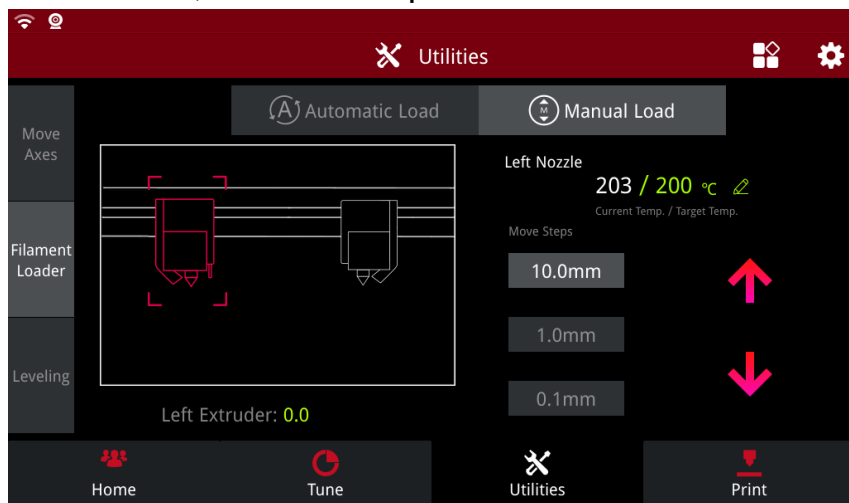 Utilities
Automatic Load
Manual Load
Move
Axes
Filament
Loader
Leveling
Left Nozzle
203 / 200 ℃
Current Temp. / Target Temp.
Move Steps
10.0mm
1.0mm
0.1mm
Left Extruder: 0.0
Home
Tune
Utilities
Print